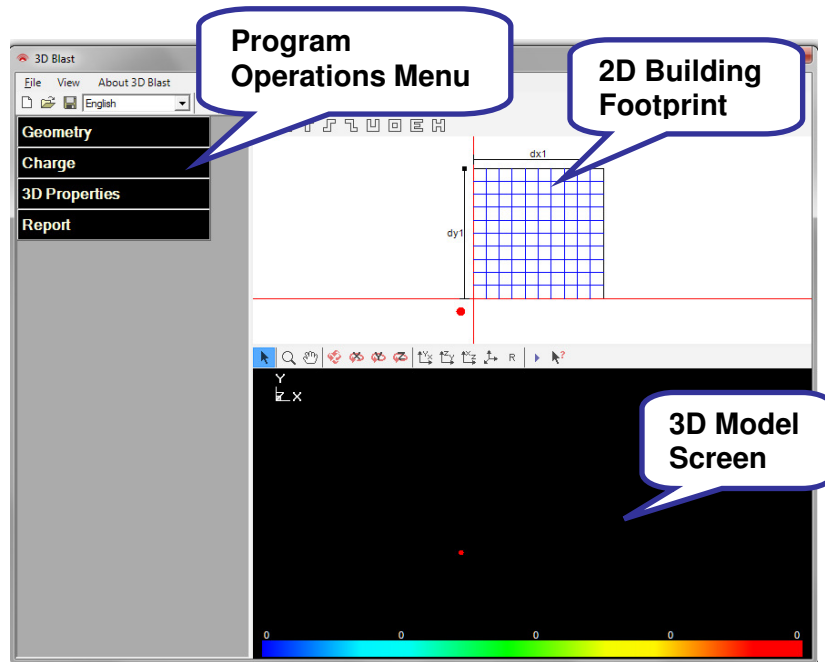 Program
Operations Menu
2D Building
Footprint
3D Blast
File View About 3D Blast
English
Geometry
Charge
3D Properties
Report
dx1
dy1
R
Y
Z X
3D Model
Screen
0 0 0 0 0